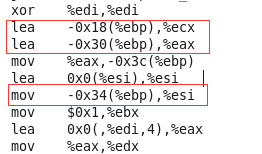 xor %edi,%edi
lea -0x18(%ebp),%ecx
lea -0x30(%ebp),%eax
mov %eax,-0x3c(%ebp)
lea 0x0(%esi),%esi
mov -0x34(%ebp),%esi
mov $0x1,%ebx
lea 0x0(,%edi,4),%eax
mov %eax,%edx